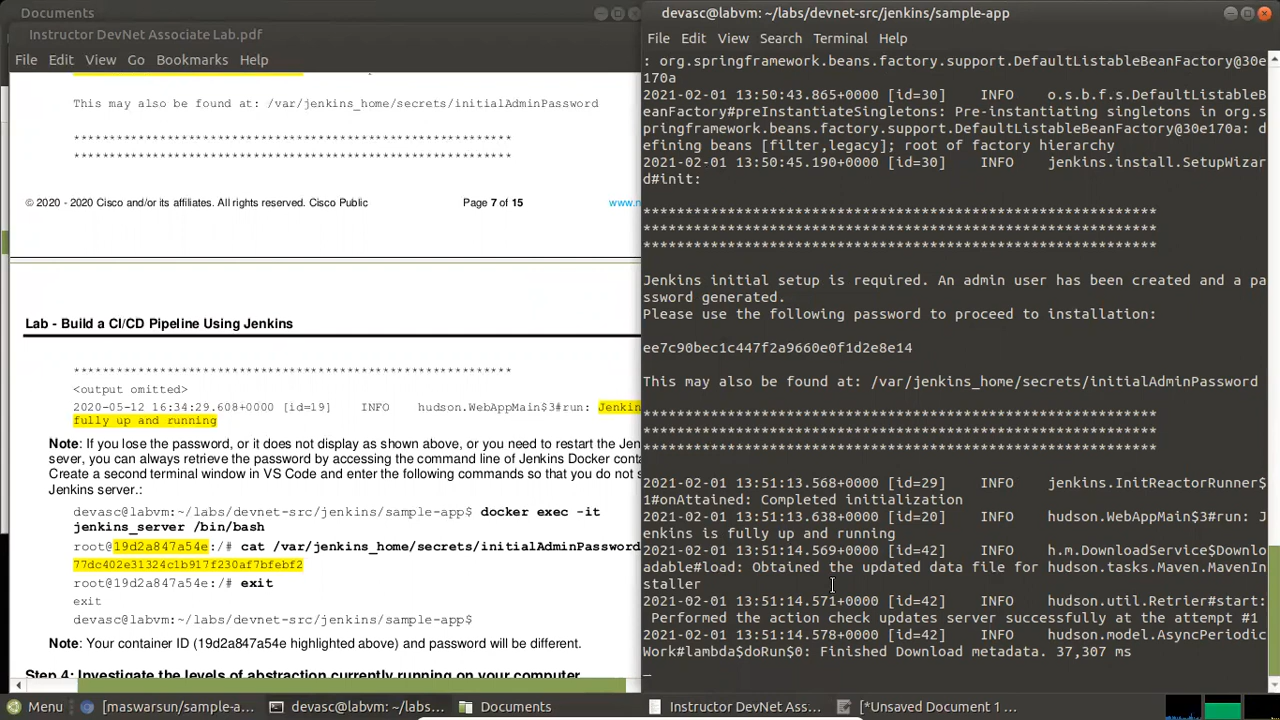 Documents
Instructor DevNet Associate Lab.pdf
File Edit View Go Bookmarks Help
This may also be found at: /var/jenkins_home/secrets/initialAdminPassword
*************************************************
*************************************************
© 2020 - 2020 Cisco and/or its affiliates. All rights reserved. Cisco Public Page 7 of 15 www.n
Lab - Build a CI/CD Pipeline Using Jenkins
*************************************************
<output omitted>
2020-05-12 16:34:29.608+0000 [id=19] INFO hudson.WebAppMain$3#run: Jenkin
fully up and running
Note: If you lose the password, or it does not display as shown above, or you need to restart the Jen
sever, you can always retrieve the password by accessing the command line of Jenkins Docker conta
Create a second terminal window in VS Code and enter the following commands so that you do not s
Jenkins server.:
devasc@labvm:~/labs/devnet-src/jenkins/sample-app$ docker exec -it
jenkins_server /bin/bash
root@19d2a847a54e:/# cat /var/jenkins_home/secrets/initialAdminPassword
77dc402e31324c1b917f230af7bfebf2
root@19d2a847a54e:/# exit
exit
devasc@labvm:~/labs/devnet-src/jenkins/sample-app$
Note: Your container ID (19d2a847a54e highlighted above) and password will be different.
Step 4: Investigate the levels of abstraction currently running on your computer
devasc@labvm: ~/labs/devnet-src/jenkins/sample-app
File Edit View Search Terminal Help
: org.springframework.beans.factory.support.DefaultListableBeanFactory@30e
170a
2021-02-01 13:50:43.865+0000 [id=30] INFO o.s.b.f.s.DefaultListableB
eanFactory#preInstantiateSingletons: Pre-instantiating singletons in org.s
pringframework.beans.factory.support.DefaultListableBeanFactory@30e170a: d
efining beans [filter,legacy]; root of factory hierarchy
2021-02-01 13:50:45.190+0000 [id=30] INFO jenkins.install.SetupWizar
d#init:
*************************************************************
*************************************************************
*************************************************************
Jenkins initial setup is required. An admin user has been created and a pa
ssword generated.
Please use the following password to proceed to installation:
ee7c90bec1c447f2a9660e0f1d2e8e14
This may also be found at: /var/jenkins_home/secrets/initialAdminPassword
*************************************************************
*************************************************************
*************************************************************
2021-02-01 13:51:13.568+0000 [id=29] INFO jenkins.InitReactorRunner$
1#onAttained: Completed initialization
2021-02-01 13:51:13.638+0000 [id=20] INFO hudson.WebAppMain$3#run: J
enkins is fully up and running
2021-02-01 13:51:14.569+0000 [id=42] INFO h.m.DownloadService$Downlo
adable#load: Obtained the updated data file for hudson.tasks.Maven.MavenIn
staller
2021-02-01 13:51:14.571+0000 [id=42] INFO hudson.util.Retrier#start:
Performed the action check updates server successfully at the attempt #1
2021-02-01 13:51:14.578+0000 [id=42] INFO hudson.model.AsyncPeriodic
Work#lambda$doRun$0: Finished Download metadata. 37,307 ms
Menu [maswarsun/sample-a... devasc@labvm: ~/labs... Documents Instructor DevNet Ass... [*Unsaved Document 1 ...